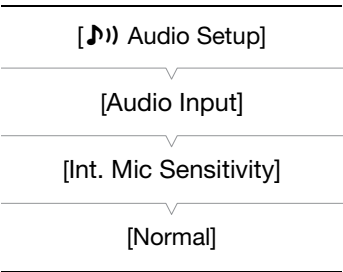 [♪)) Audio Setup]
[Audio Input]
[Int. Mic Sensitivity]
[Normal]